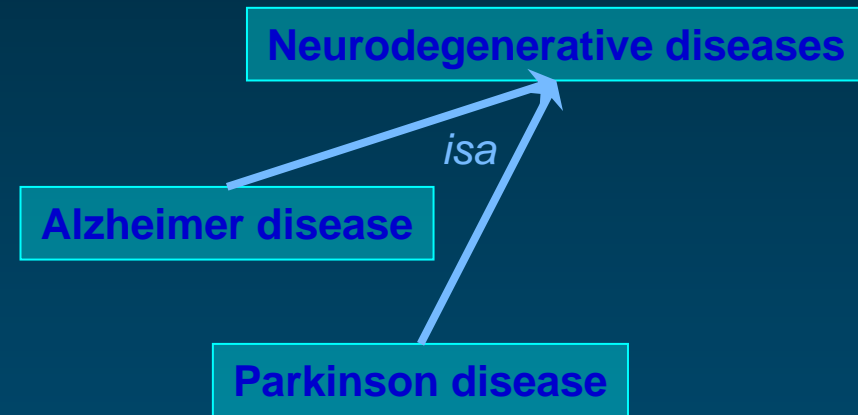 Neurodegenerative diseases
isa
Alzheimer disease
Parkinson disease